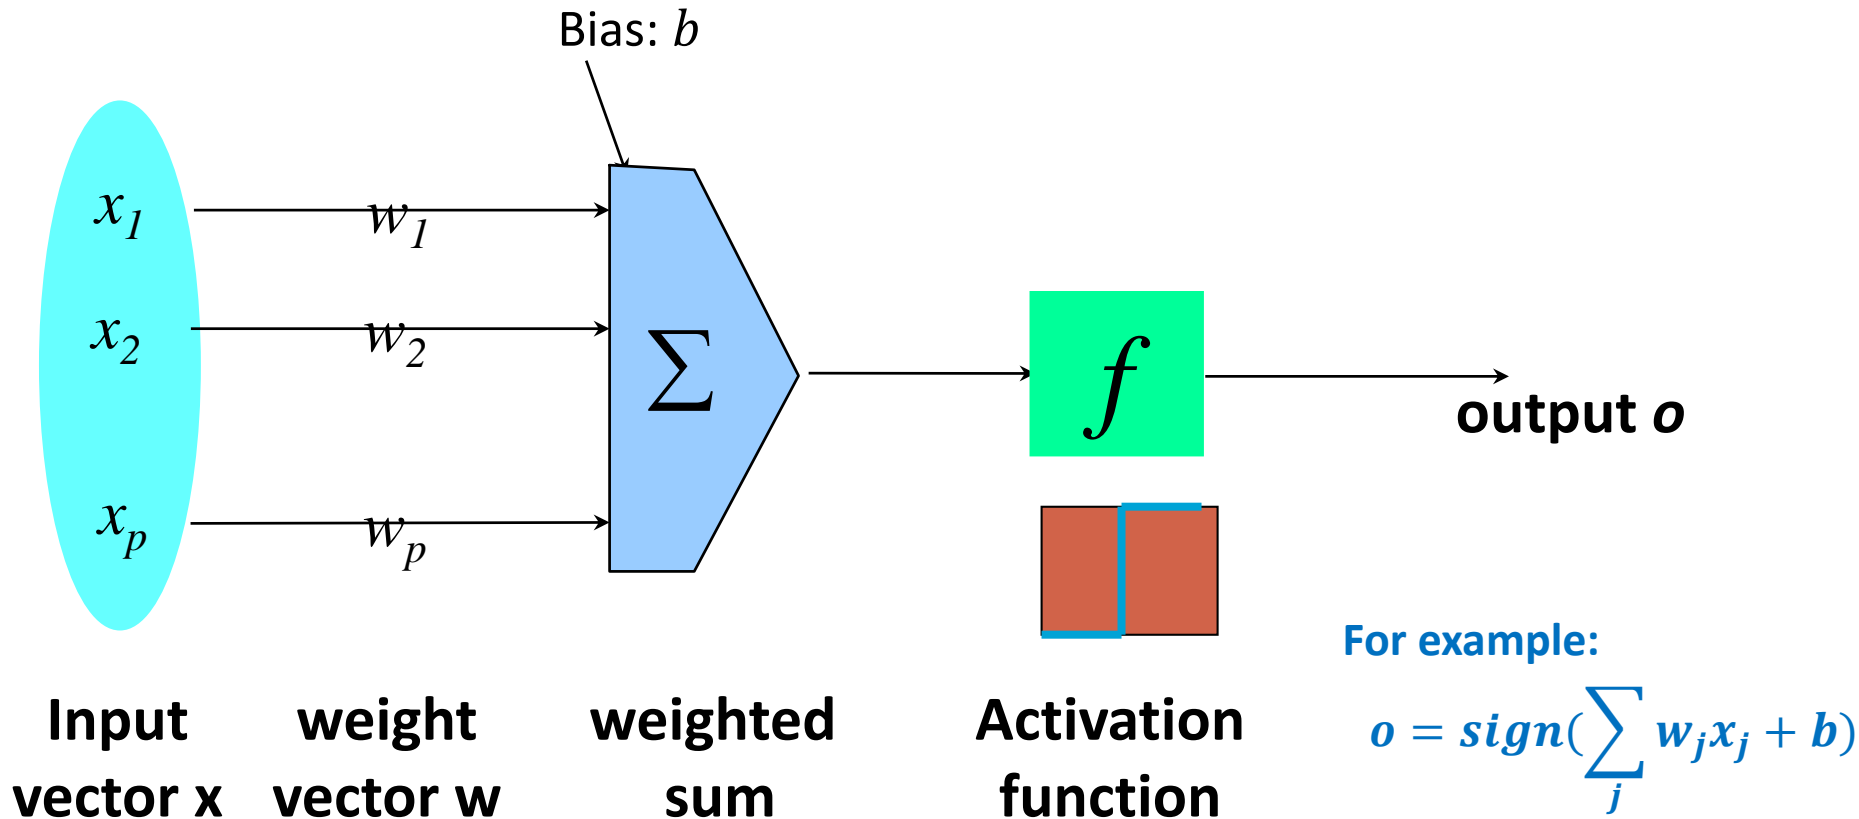 Bias: b
x1
w1
x2
w2
∑
f
output o
xp
wp
For example:
o = sign(∑j wjxj + b)
Input
vector x
weight
vector w
weighted
sum
Activation
function